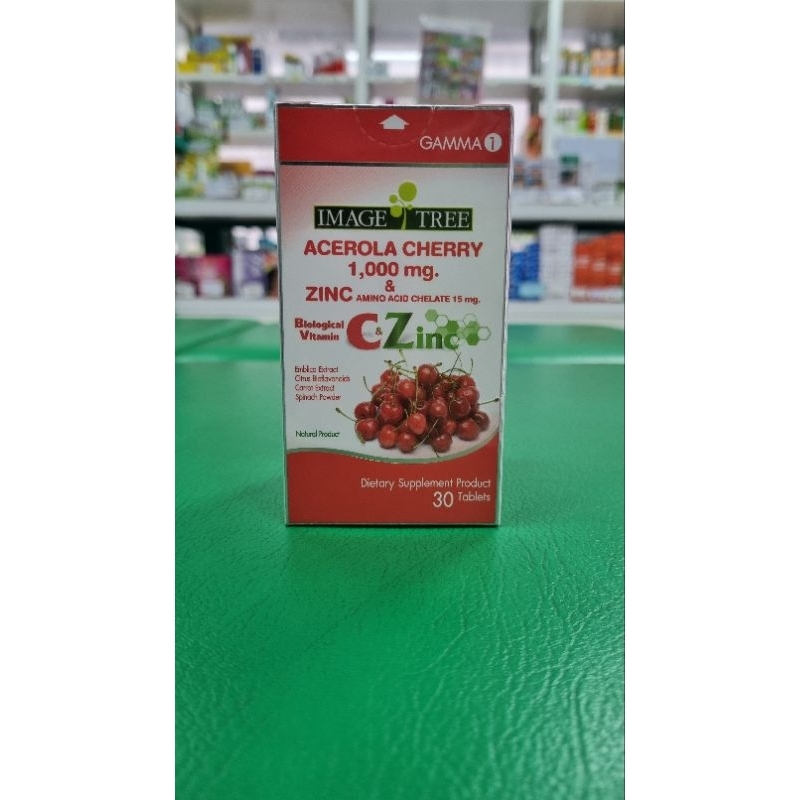 GAMMA 1
IMAGE TREE
ACEROLA CHERRY
1,000 mg.
&
ZINC AMINO ACID CHELATE 15 mg.
Biological
Vitamin
C & Zinc
Emblica Extract
Citrus Bioflavonoids
Carrot Extract
Spinach Powder
Natural Product
Dietary Supplement Product
30 Tablets